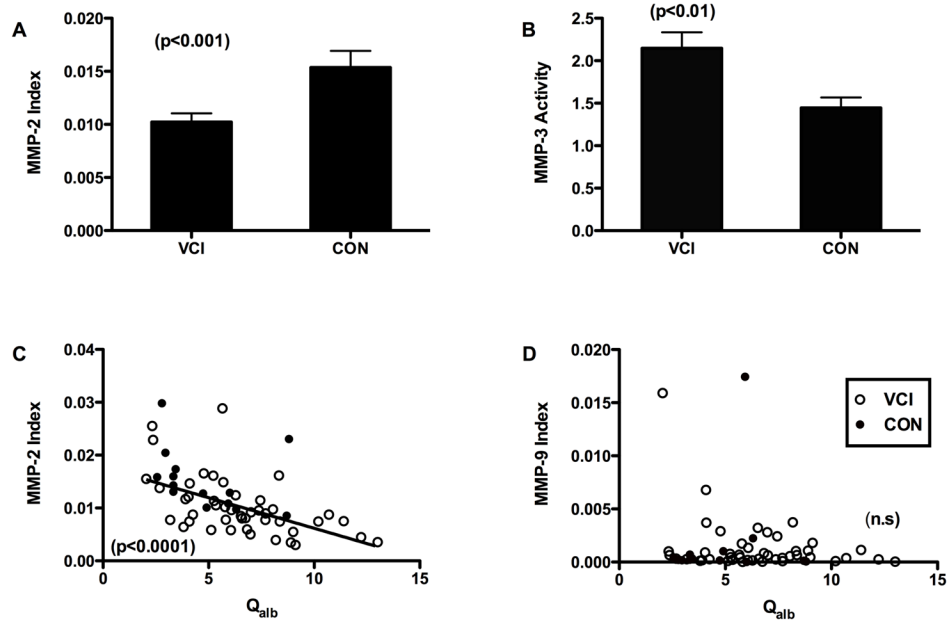 A
(p<0.001)
MMP-2 Index
0.020
0.015
0.010
0.005
0.000
VCI CON
B
(p<0.01)
MMP-3 Activity
2.5
2.0
1.5
1.0
0.5
0.0
VCI CON
C
MMP-2 Index
0.04
0.03
0.02
0.01
0.00
(p<0.0001)
0 5 10 15
Qalb
D
MMP-9 Index
0.020
0.015
0.010
0.005
0.000
VCI
CON
(n.s)
0 5 10 15
Qalb